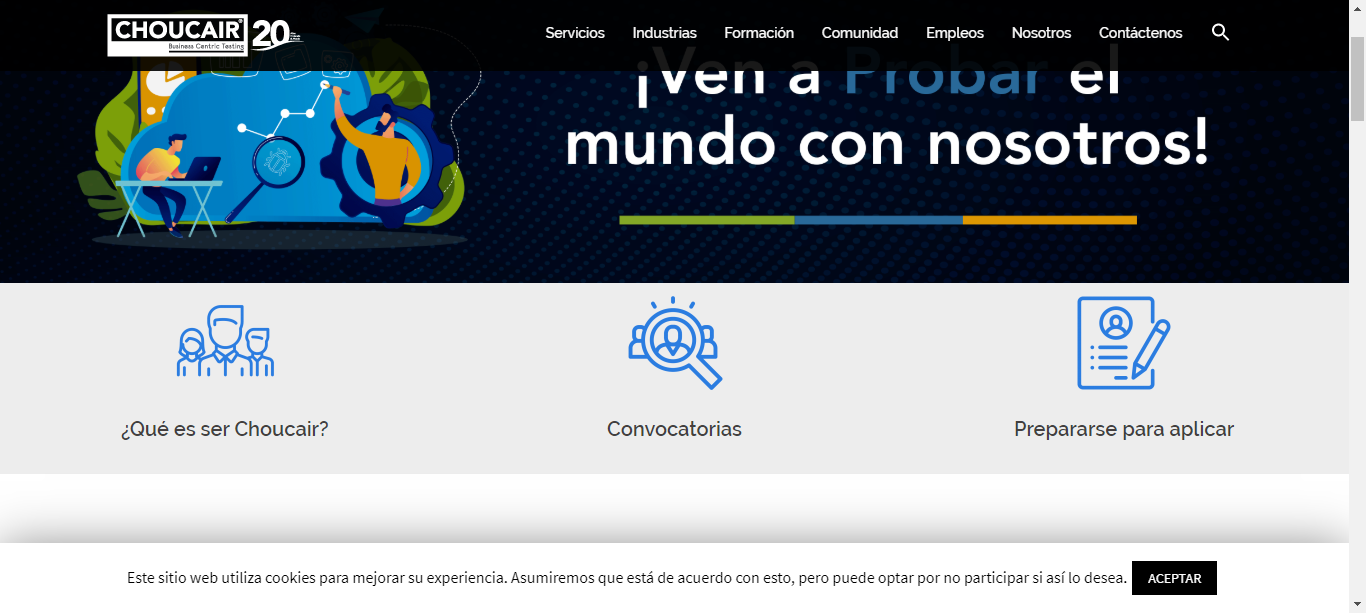 CHOUCAIR®
Business Centric Testing
20
Servicios Industrias Formación Comunidad Empleos Nosotros Contáctenos
¡Ven a Probar el
mundo con nosotros!
¿Qué es ser Choucair?
Convocatorias
Prepararse para aplicar
Este sitio web utiliza cookies para mejorar su experiencia. Asumiremos que está de acuerdo con esto, pero puede optar por no participar si así lo desea.
ACEPTAR